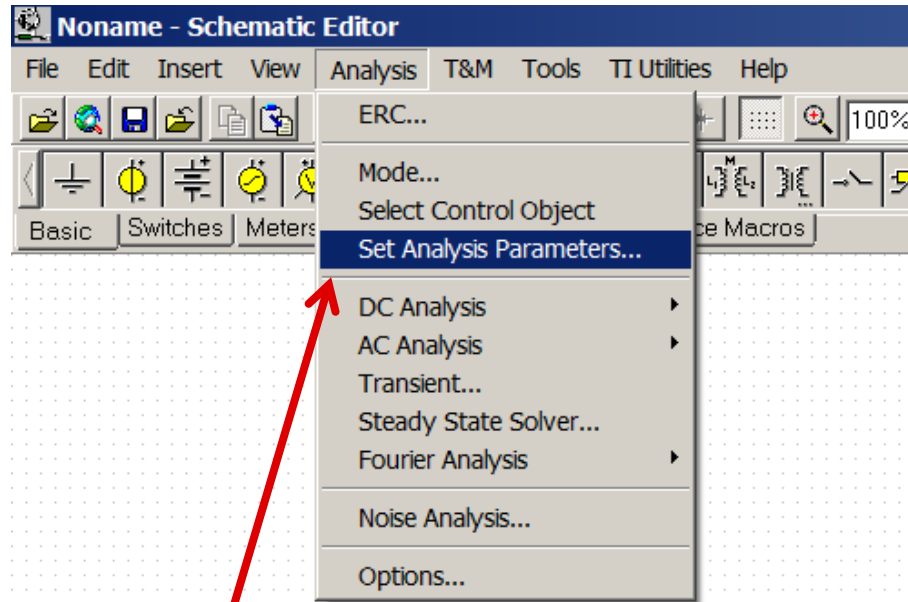 Noname - Schematic Editor
File Edit Insert View Analysis T&M Tools TI Utilities Help
100%
Basic Switches Meters ce Macros
ERC...
Mode...
Select Control Object
Set Analysis Parameters...
DC Analysis
AC Analysis
Transient...
Steady State Solver...
Fourier Analysis
Noise Analysis...
Options...